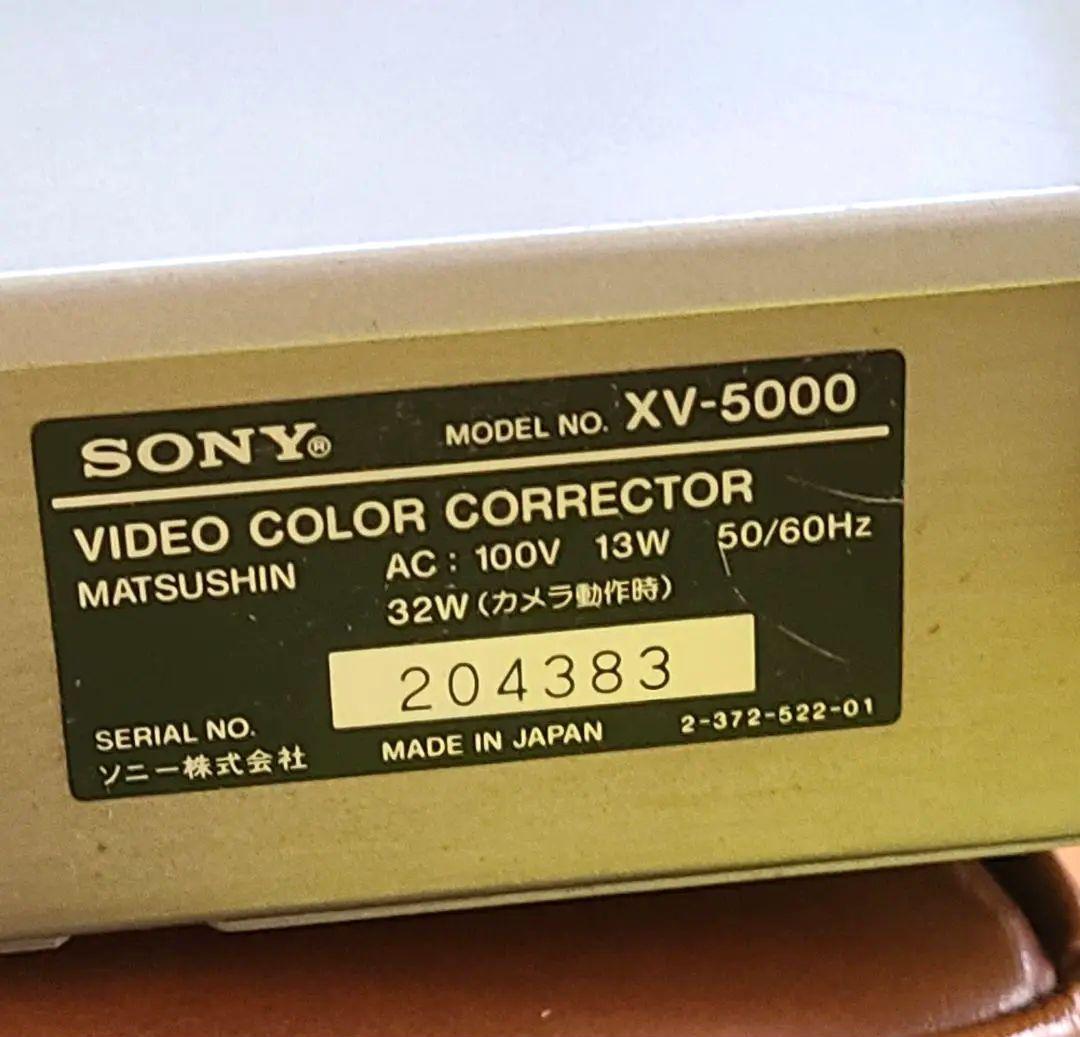 SONY® MODEL NO. XV-5000
VIDEO COLOR CORRECTOR
MATSUSHIN AC : 100V 13W 50/60Hz
32W (カメラ動作時)
204383
SERIAL NO.
ソニー株式会社 MADE IN JAPAN 2-372-522-01